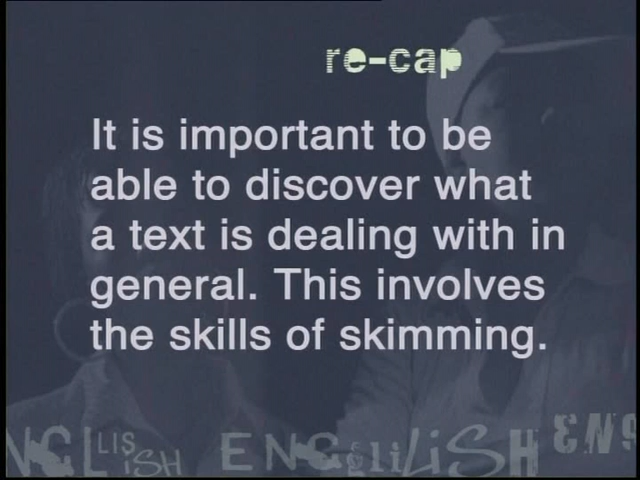 re-cap
It is important to be
able to discover what
a text is dealing with in
general. This involves
the skills of skimming.